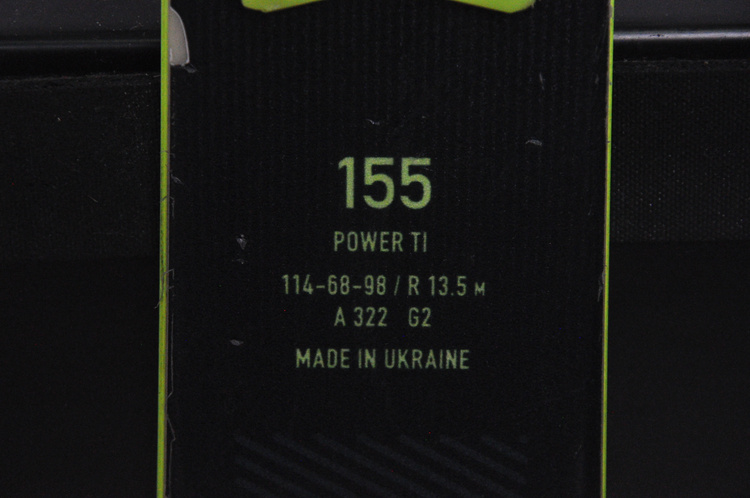 155
POWER TI
114-68-98 / R 13.5 M
A 322 G2
MADE IN UKRAINE